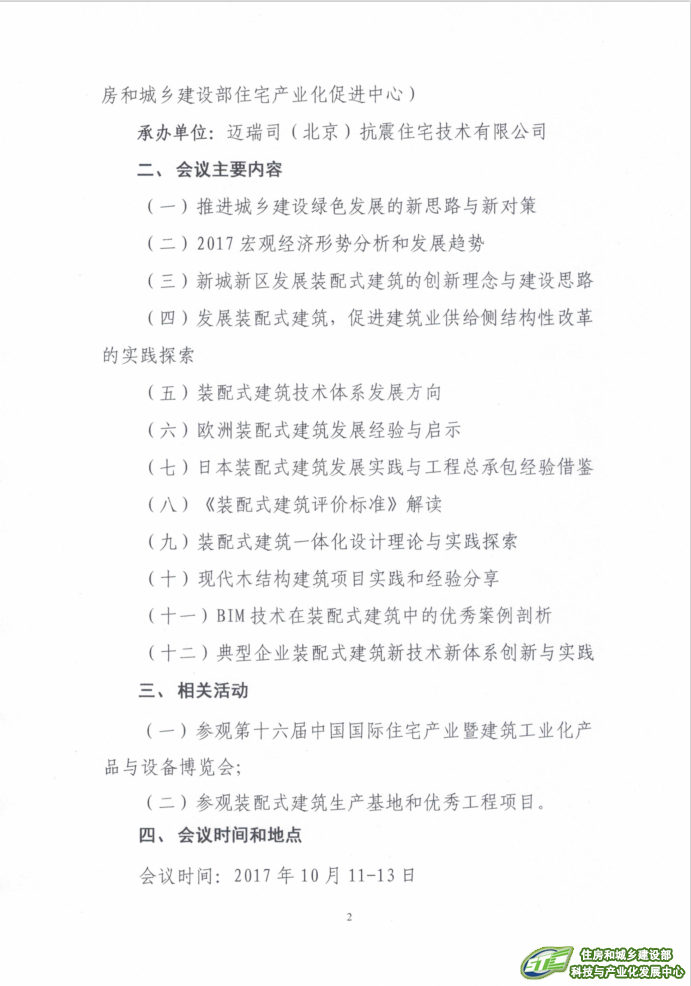 房和城乡建设部住宅产业化促进中心）
承办单位：迈瑞司（北京）抗震住宅技术有限公司
二、会议主要内容
（一）推进城乡建设绿色发展的新思路与新对策
（二）2017 宏观经济形势分析和发展趋势
（三）新城新区发展装配式建筑的创新理念与建设思路
（四）发展装配式建筑，促进建筑业供给侧结构性改革
的实践探索
（五）装配式建筑技术体系发展方向
（六）欧洲装配式建筑发展经验与启示
（七）日本装配式建筑发展实践与工程总承包经验借鉴
（八）《装配式建筑评价标准》解读
（九）装配式建筑一体化设计理论与实践探索
（十）现代木结构建筑项目实践和经验分享
（十一）BIM 技术在装配式建筑中的优秀案例剖析
（十二）典型企业装配式建筑新技术新体系创新与实践
三、相关活动
（一）参观第十六届中国国际住宅产业暨建筑工业化产
品与设备博览会；
（二）参观装配式建筑生产基地和优秀工程项目。
四、会议时间和地点
会议时间：2017 年 10 月 11-13 日
2
住房和城乡建设部
科技与产业化发展中心